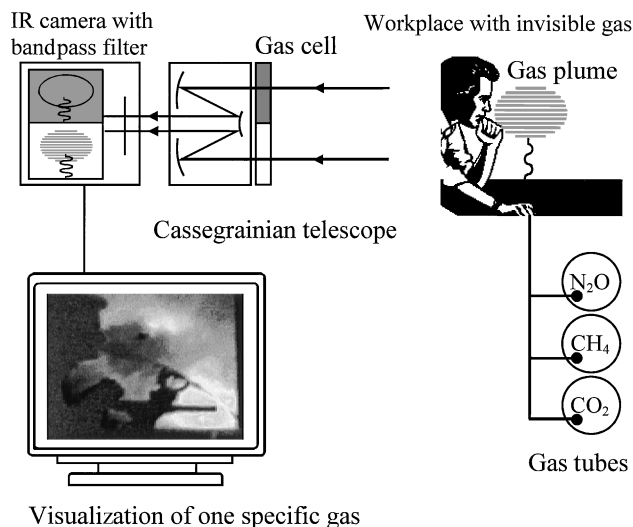 IR camera with
bandpass filter
Gas cell
Workplace with invisible gas
Gas plume
Cassegrainian telescope
N₂O
CH₄
CO₂
Gas tubes
Visualization of one specific gas